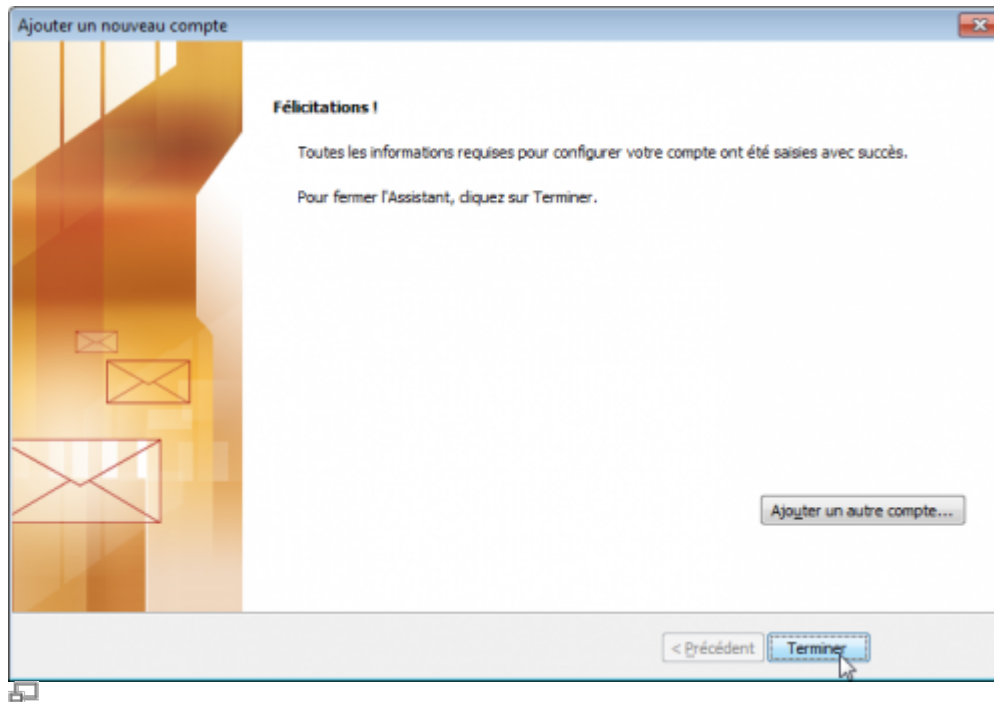 Ajouter un nouveau compte
Félicitations !
Toutes les informations requises pour configurer votre compte ont été saisies avec succès.
Pour fermer l'Assistant, cliquez sur Terminer.
Ajouter un autre compte...
< Précédent
Terminer